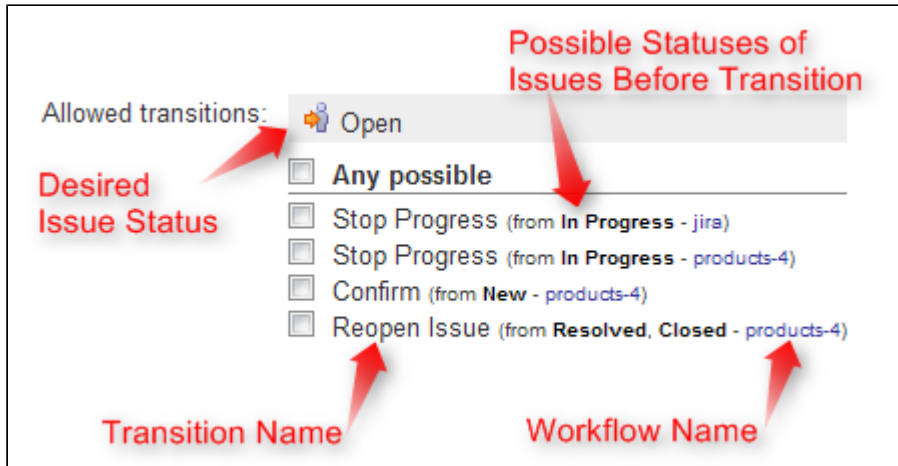 Possible Statuses of
Issues Before Transition
Allowed transitions:
Open
Desired
Issue Status
Any possible
Stop Progress (from In Progress - jira)
Stop Progress (from In Progress - products-4)
Confirm (from New - products-4)
Reopen Issue (from Resolved, Closed - products-4)
Transition Name
Workflow Name